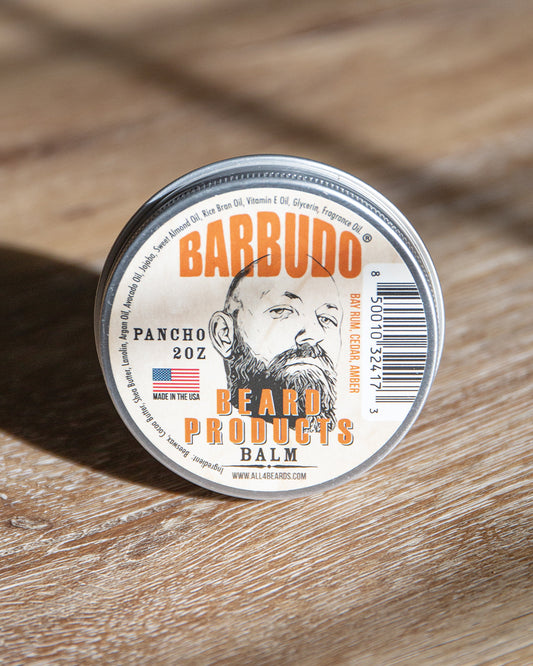 Ingredient: Beeswax, Cocoa Butter, Shea Butter, Lanolin, Argan Oil, Avocado Oil, Jojoba, Sweet Almond Oil, Rice Bran Oil, Vitamin E Oil, Glycerin, Fragrance Oil.
BARBUDO®
PANCHO
2OZ
MADE IN THE USA
BAY RUM, CEDAR, AMBER
8 50010 32417 3
BEARD
PRODUCTS
BALM
WWW.ALL4BEARDS.COM